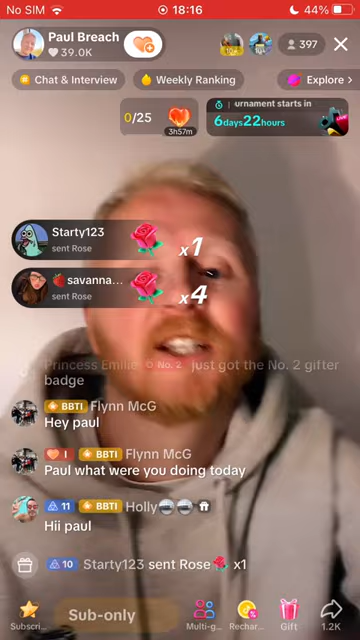 No SIM
18:16
44%
Paul Breach
39.0K
10
397
Chat & Interview
Weekly Ranking
Explore >
0/25
3h57m
urnament starts in
6days22hours
Starty123
sent Rose
x1
savanna...
sent Rose
x4
Princess Emilie No. 2 just got the No. 2 gifter
badge
BBTI Flynn McG
Hey paul
I BBTI Flynn McG
Paul what were you doing today
11 BBTI Holly
Hii paul
10 Starty123 sent Rose x1
Sub-only
Subscri...
Multi-g...
Rechar...
Gift
1.2K